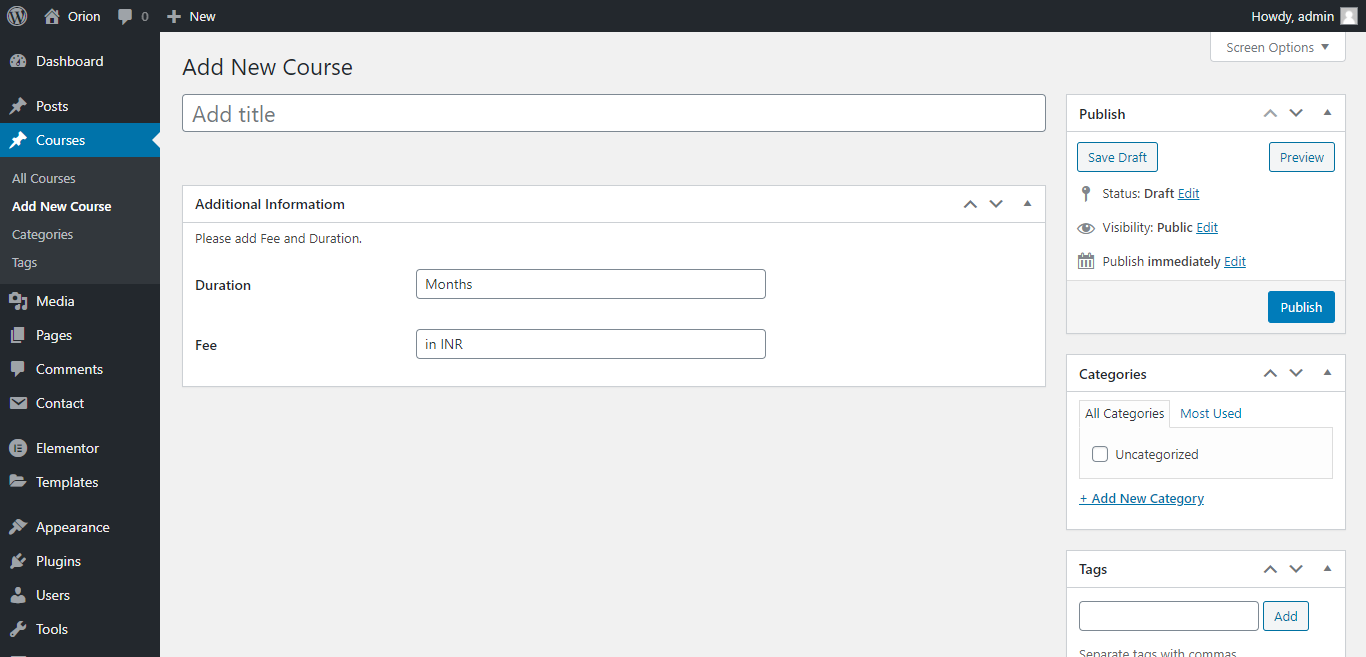 Orion 0 New Howdy, admin
Screen Options
Dashboard
Posts
Courses
All Courses
Add New Course
Categories
Tags
Media
Pages
Comments
Contact
Elementor
Templates
Appearance
Plugins
Users
Tools
Add New Course
Add title
Additional Informatiom
Please add Fee and Duration.
Duration Months
Fee in INR
Publish
Save Draft Preview
Status: Draft Edit
Visibility: Public Edit
Publish immediately Edit
Publish
Categories
All Categories Most Used
Uncategorized
+ Add New Category
Tags
Add
Separate tags with commas